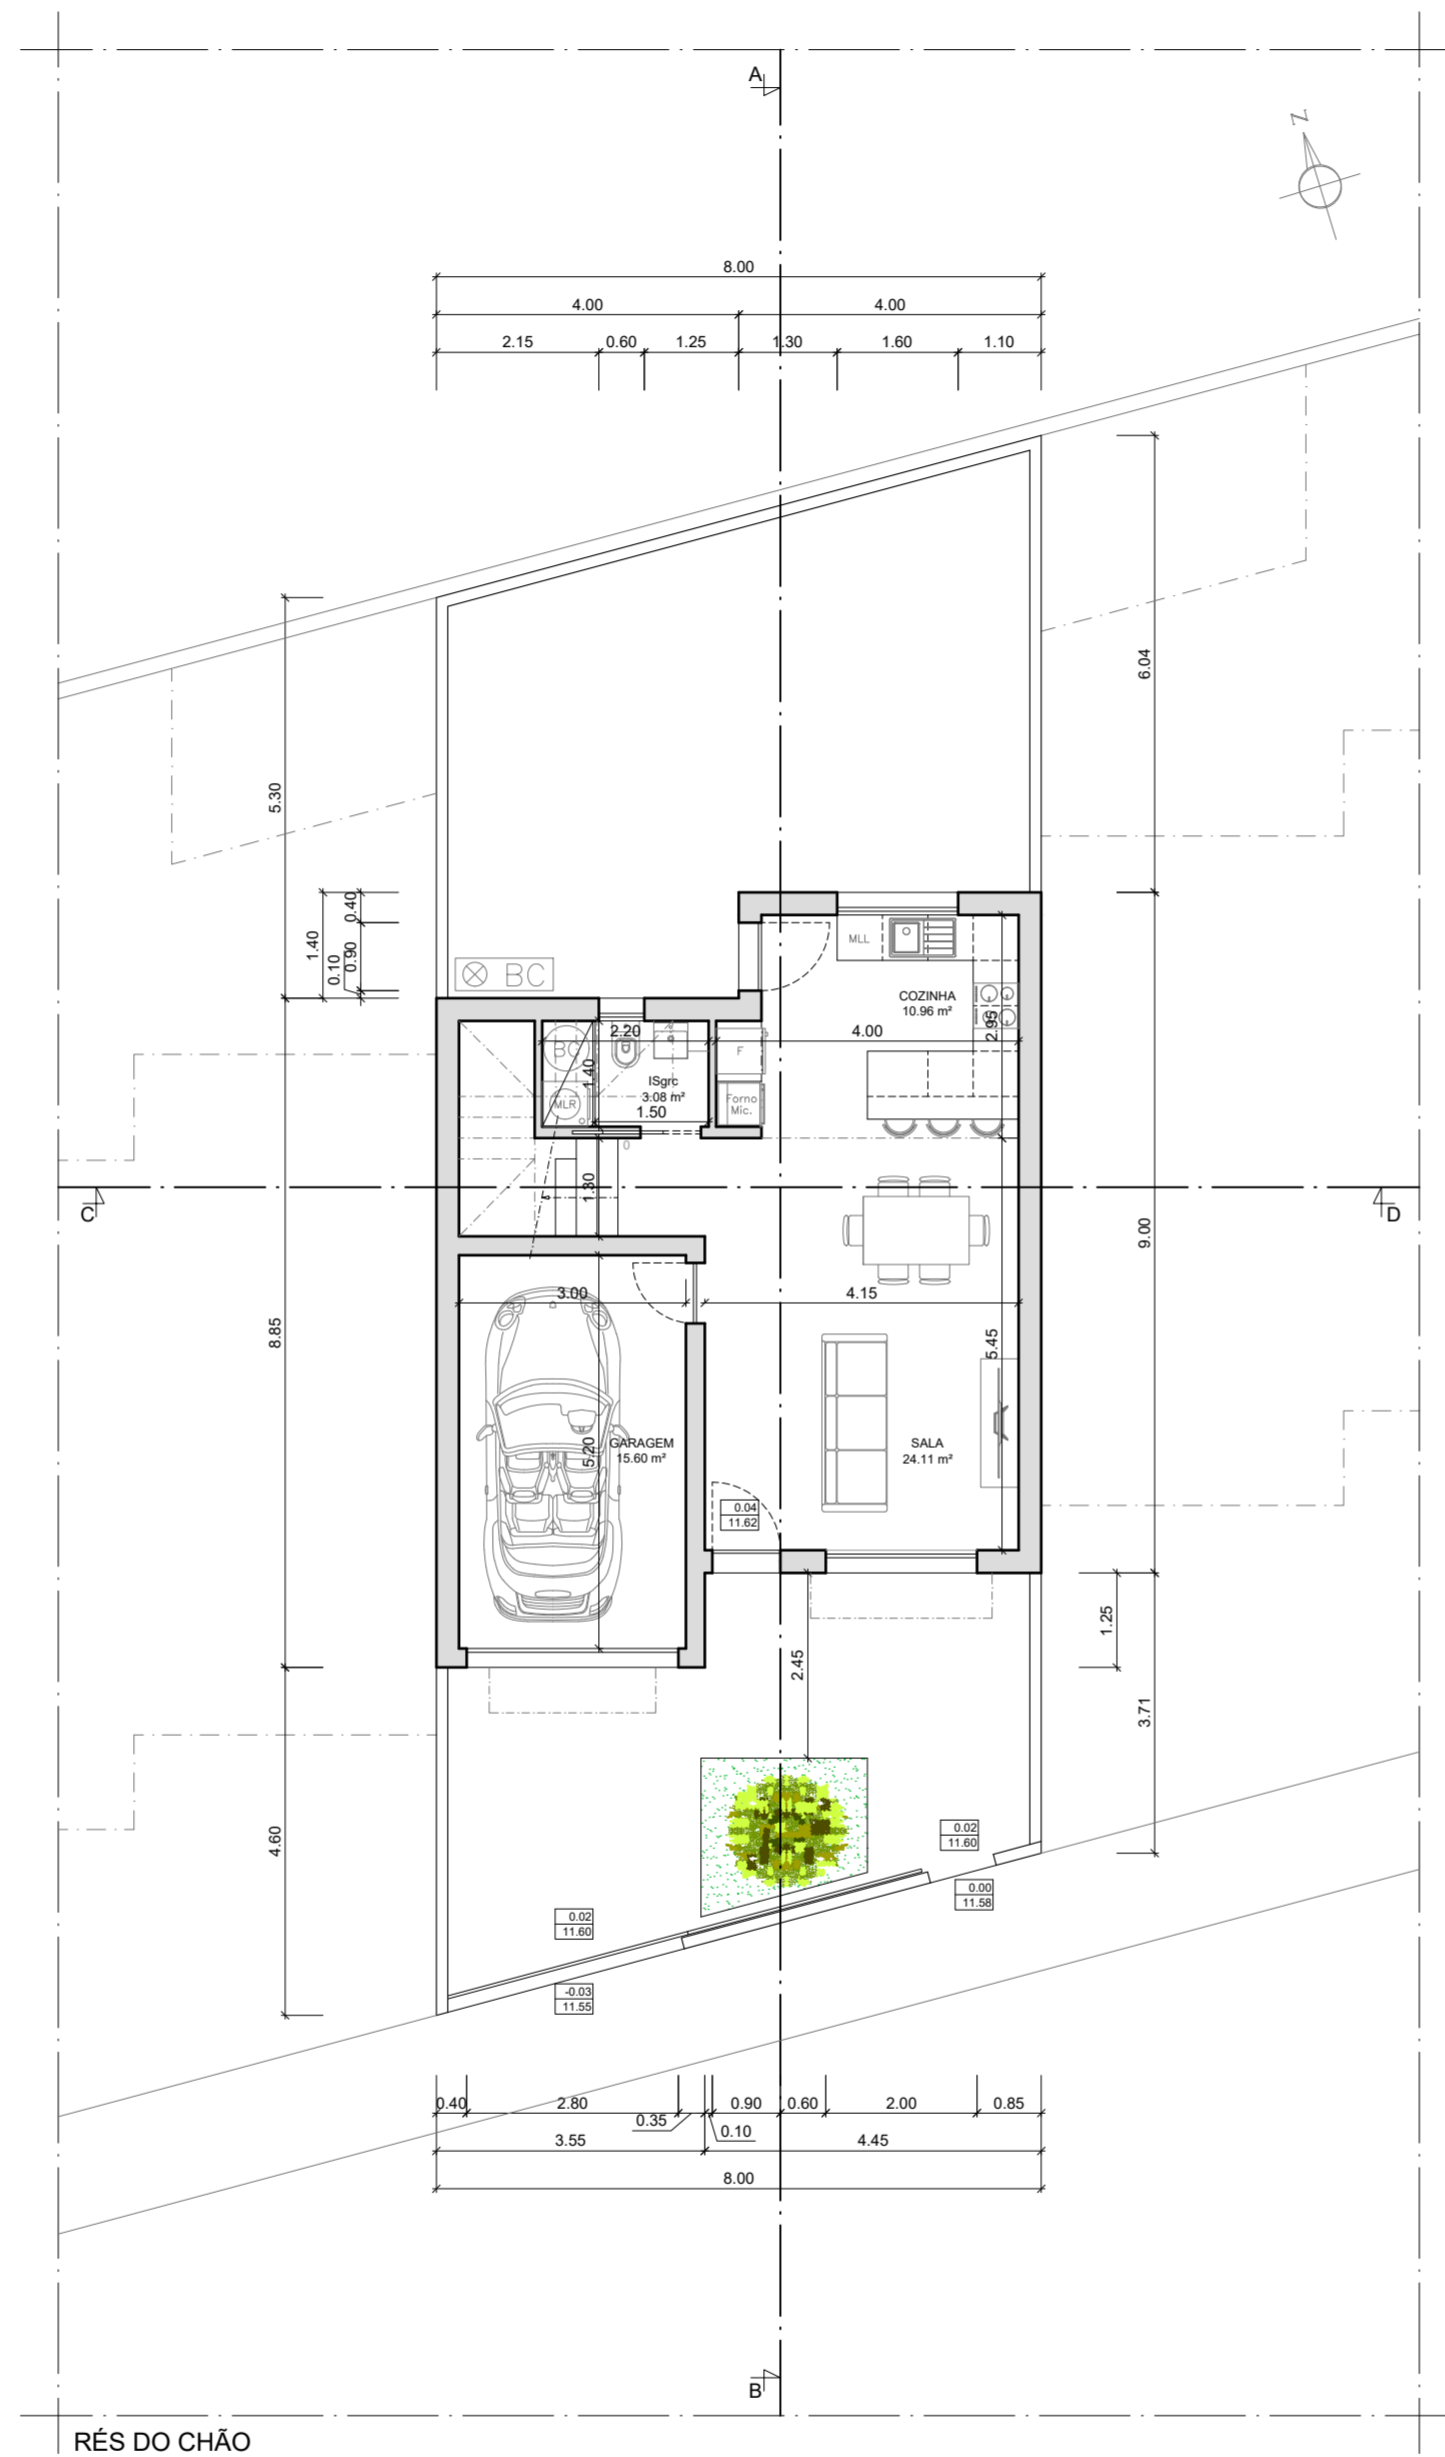 A
N
8.00
4.00 4.00
2.15 0.60 1.25 1.30 1.60 1.10
6.04
5.30
1.40
0.40
0.90
0.10
BC
MLL
COZINHA
10.96 m²
2.95
2.20
4.00
BC
F
1.40
ISgrc
3.08 m²
MLR
1.50
Forno
Mic.
1.30
C
D
9.00
3.00
4.15
8.85
5.45
5.20
GARAGEM
15.60 m²
SALA
24.11 m²
0.04
11.62
1.25
2.45
3.71
4.60
0.02
11.60
0.00
11.58
0.02
11.60
-0.03
11.55
0.40 2.80 0.90 0.60 2.00 0.85
0.35 0.10
3.55 4.45
8.00
B
RÉS DO CHÃO